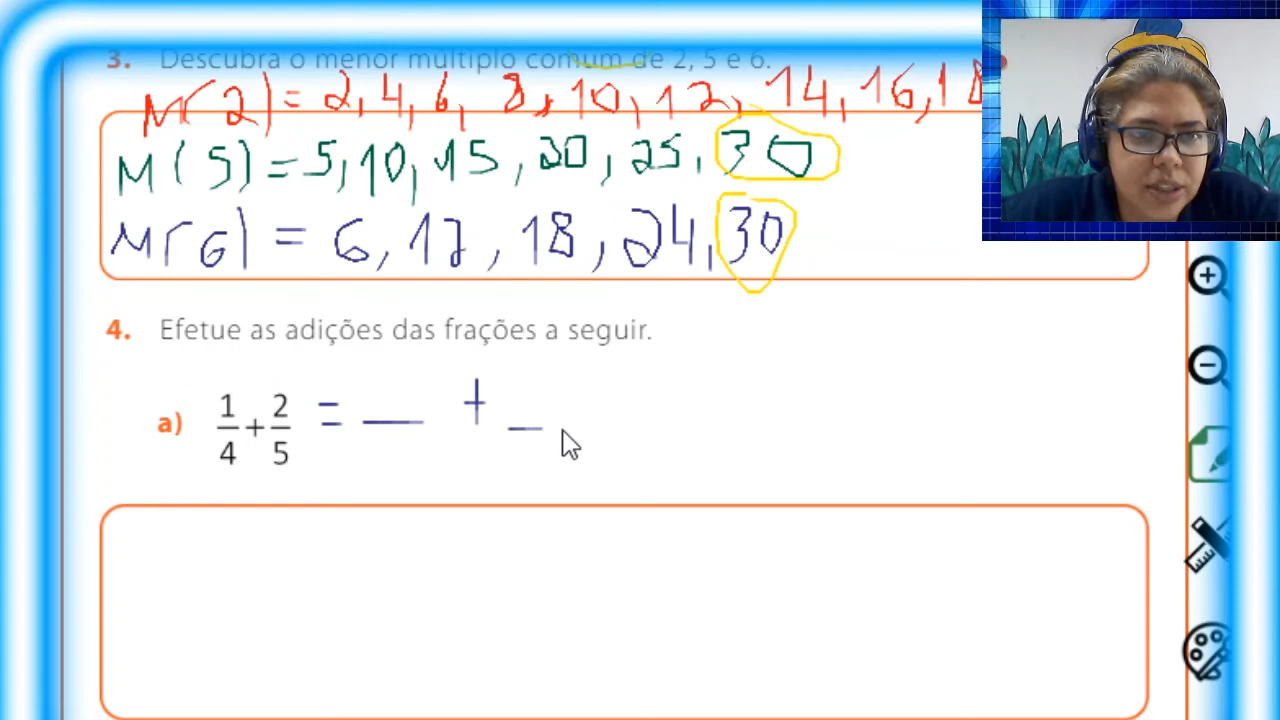 3. Descubra o menor múltiplo comum de 2, 5 e 6.
M(2) = 2, 4, 6, 8, 10, 12, 14, 16, 18
M(5) = 5, 10, 15, 20, 25, 30
M(6) = 6, 12, 18, 24, 30
4. Efetue as adições das frações a seguir.
a) 1/4 + 2/5 = — + —